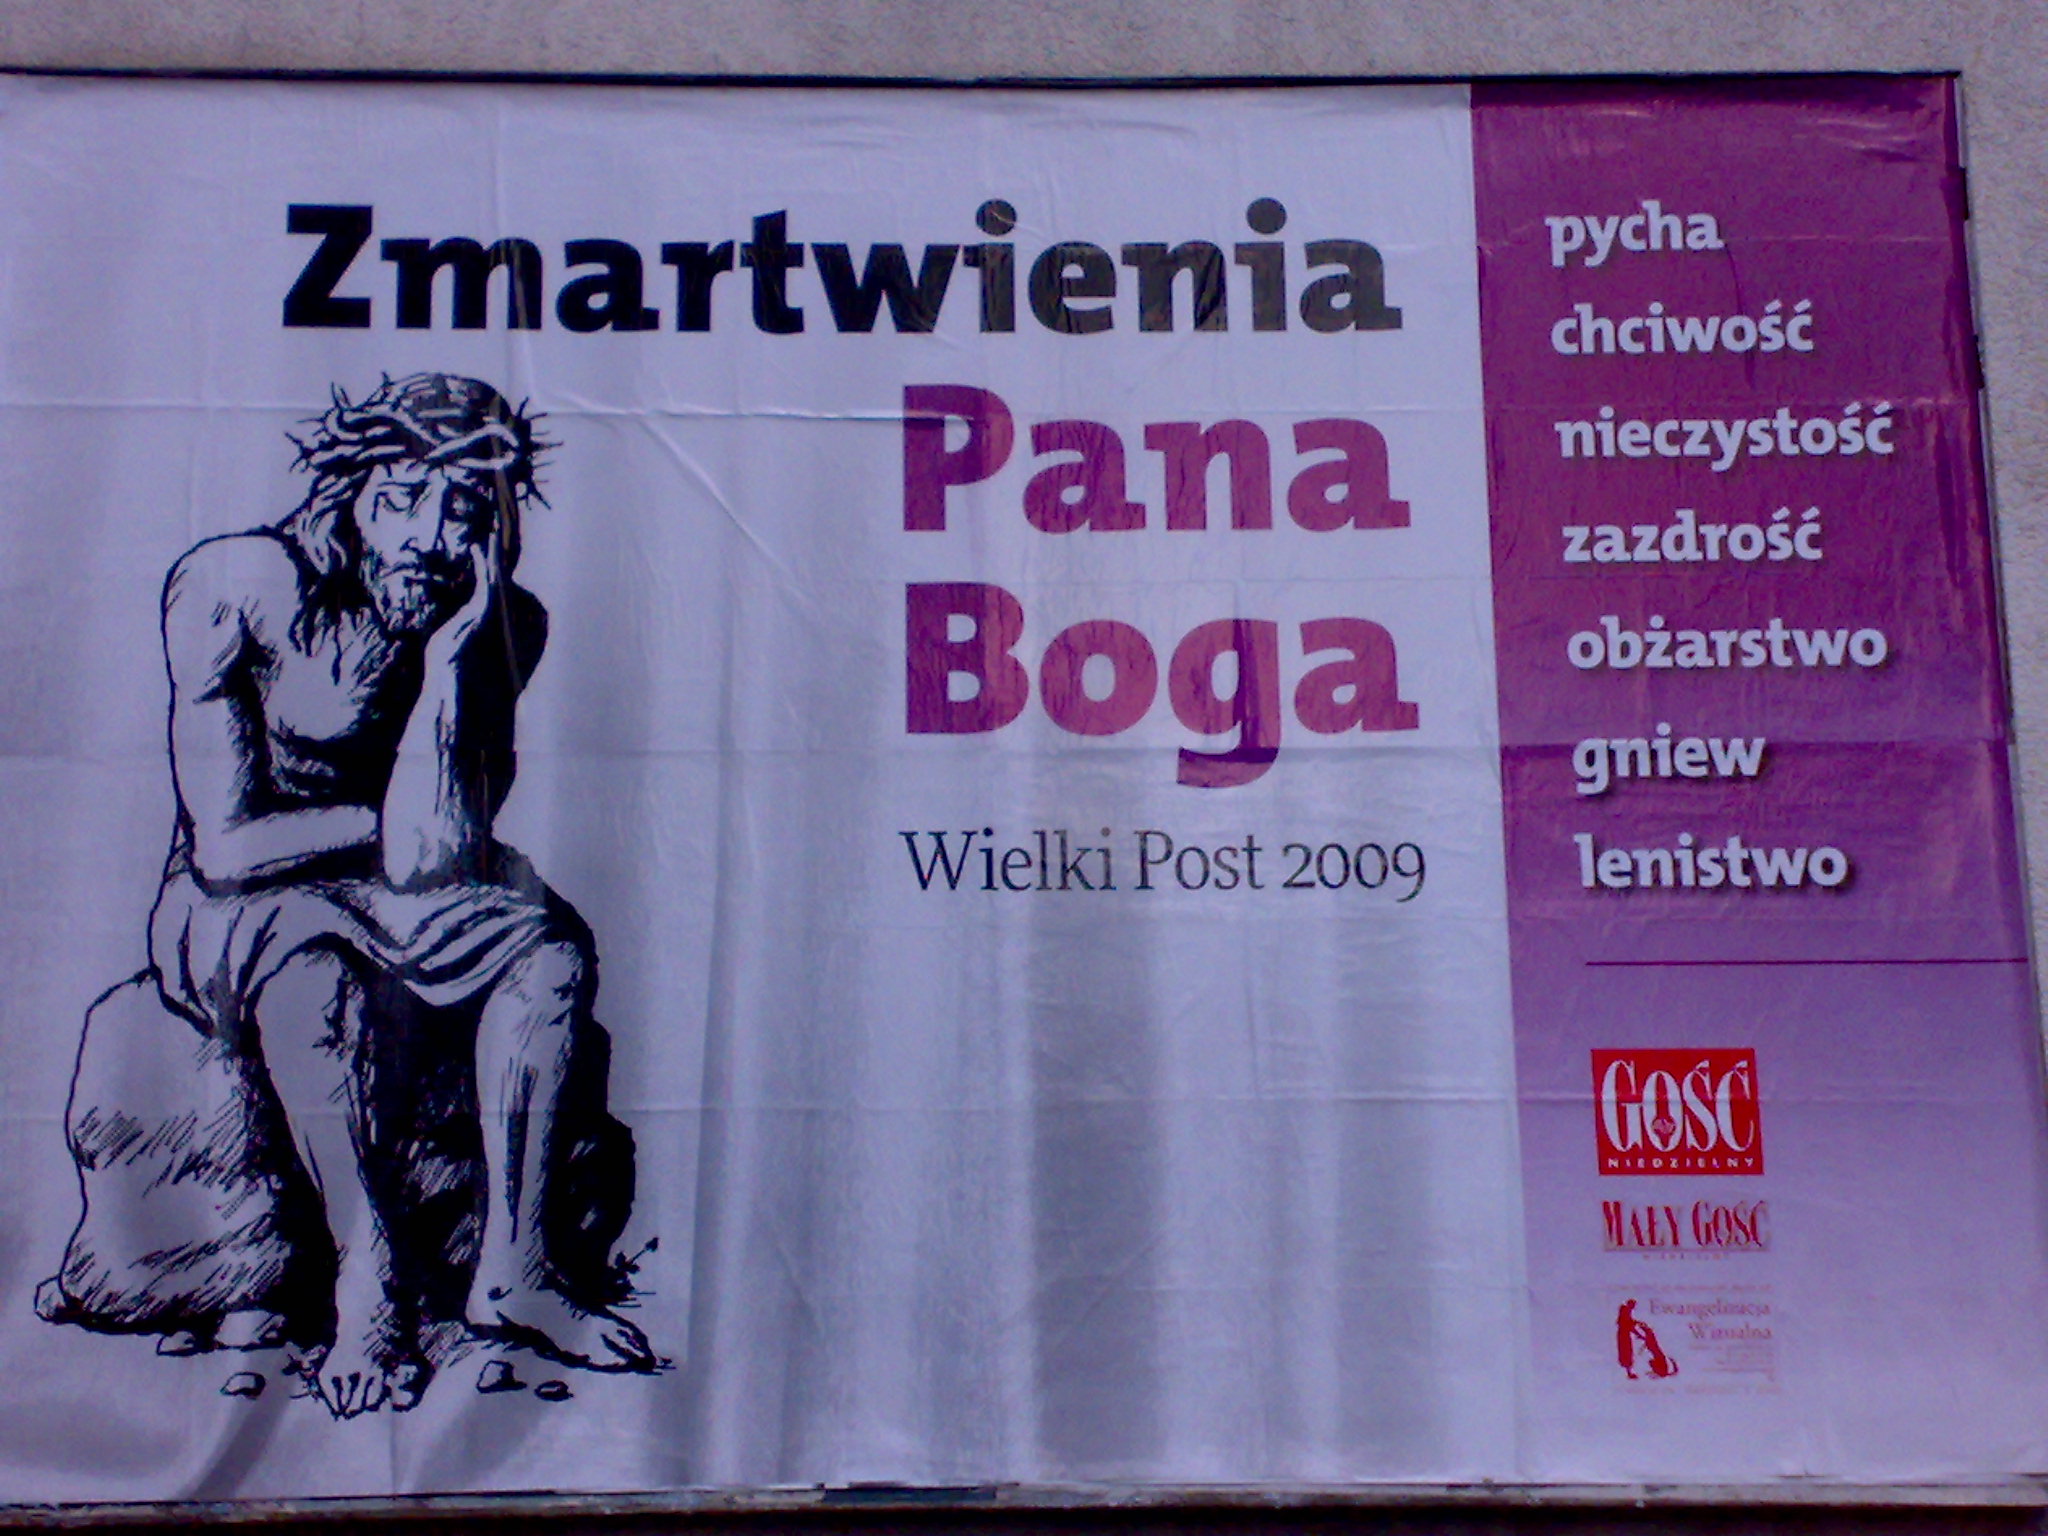 Zmartwienia
Pana
Boga
Wielki Post 2009
pycha
chciwość
nieczystość
zazdrość
obżarstwo
gniew
lenistwo
GOŚĆ
NIEDZIELNY
MAŁY GOŚĆ
Ewangelizacja
Wizualna